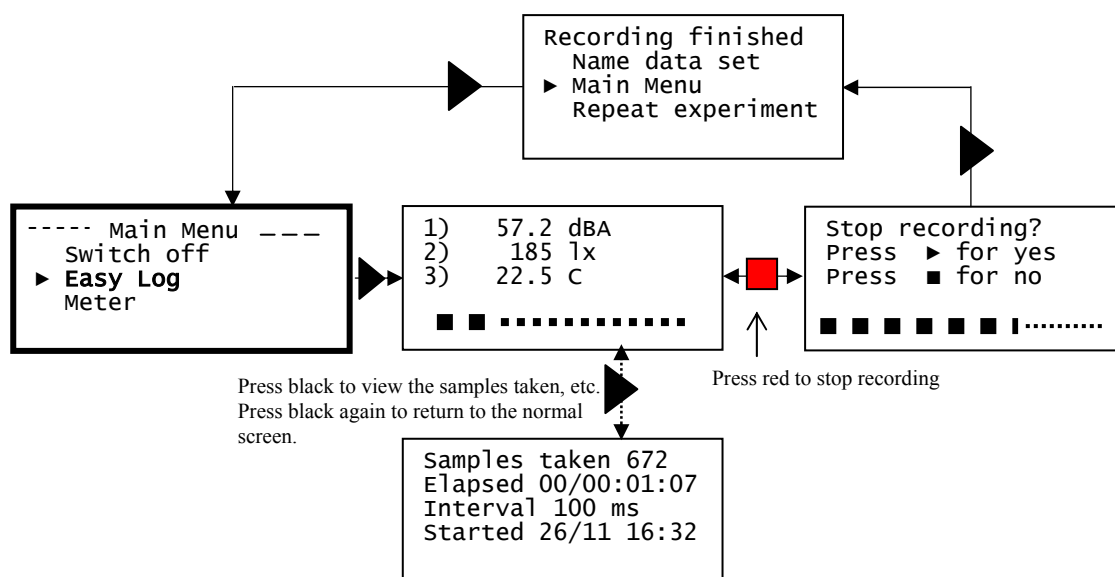 Recording finished
Name data set
► Main Menu
Repeat experiment
----- Main Menu _ _ _
Switch off
► Easy Log
Meter
1) 57.2 dBA
2) 185 lx
3) 22.5 C
Stop recording?
Press ► for yes
Press ■ for no
Press black to view the samples taken, etc.
Press black again to return to the normal
screen.
Press red to stop recording
Samples taken 672
Elapsed 00/00:01:07
Interval 100 ms
Started 26/11 16:32